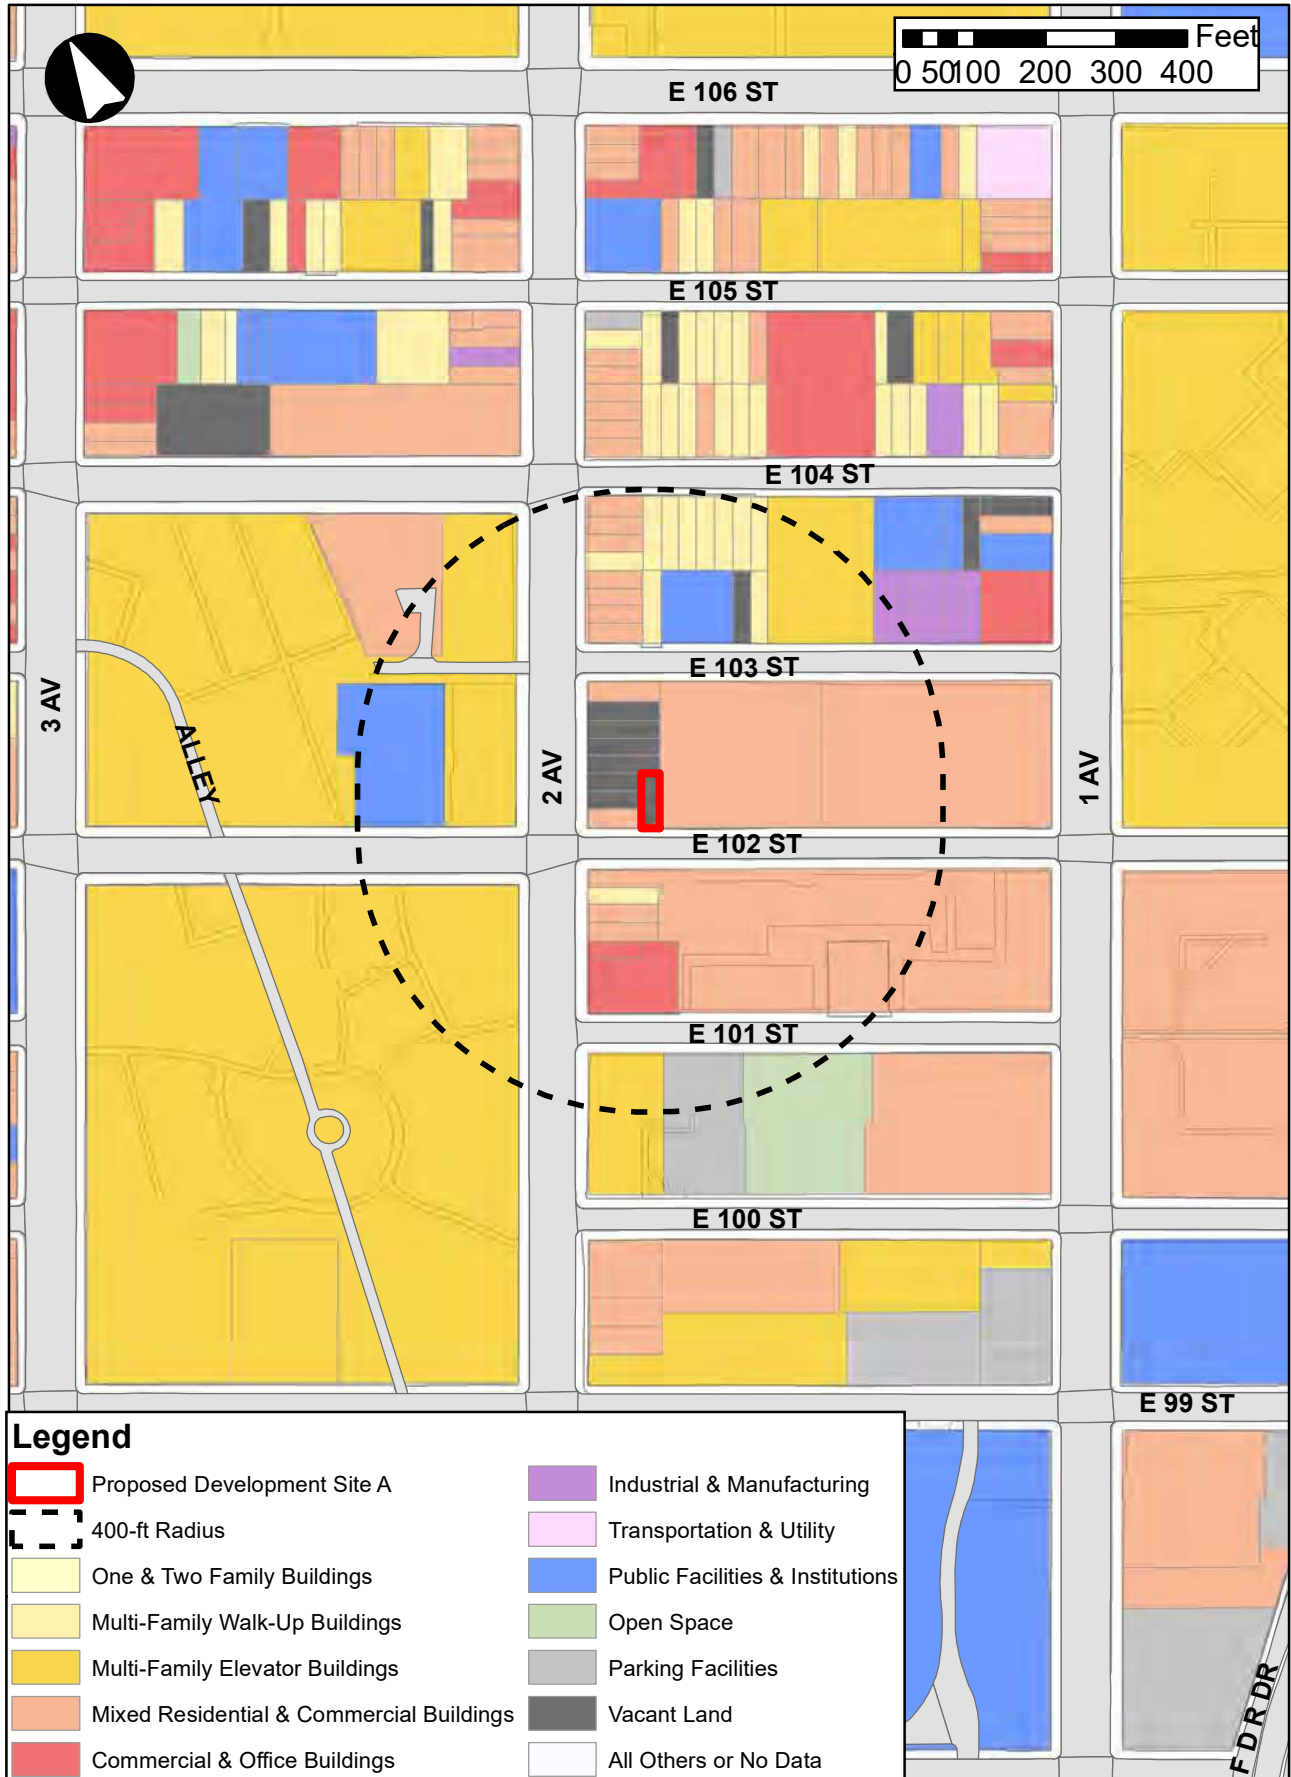 Feet
0 50100 200 300 400
E 106 ST
E 105 ST
E 104 ST
E 103 ST
3 AV
ALLEY
2 AV
1 AV
E 102 ST
E 101 ST
E 100 ST
E 99 ST
Legend
Proposed Development Site A
400-ft Radius
One & Two Family Buildings
Multi-Family Walk-Up Buildings
Multi-Family Elevator Buildings
Mixed Residential & Commercial Buildings
Commercial & Office Buildings
Industrial & Manufacturing
Transportation & Utility
Public Facilities & Institutions
Open Space
Parking Facilities
Vacant Land
All Others or No Data
F D R DR